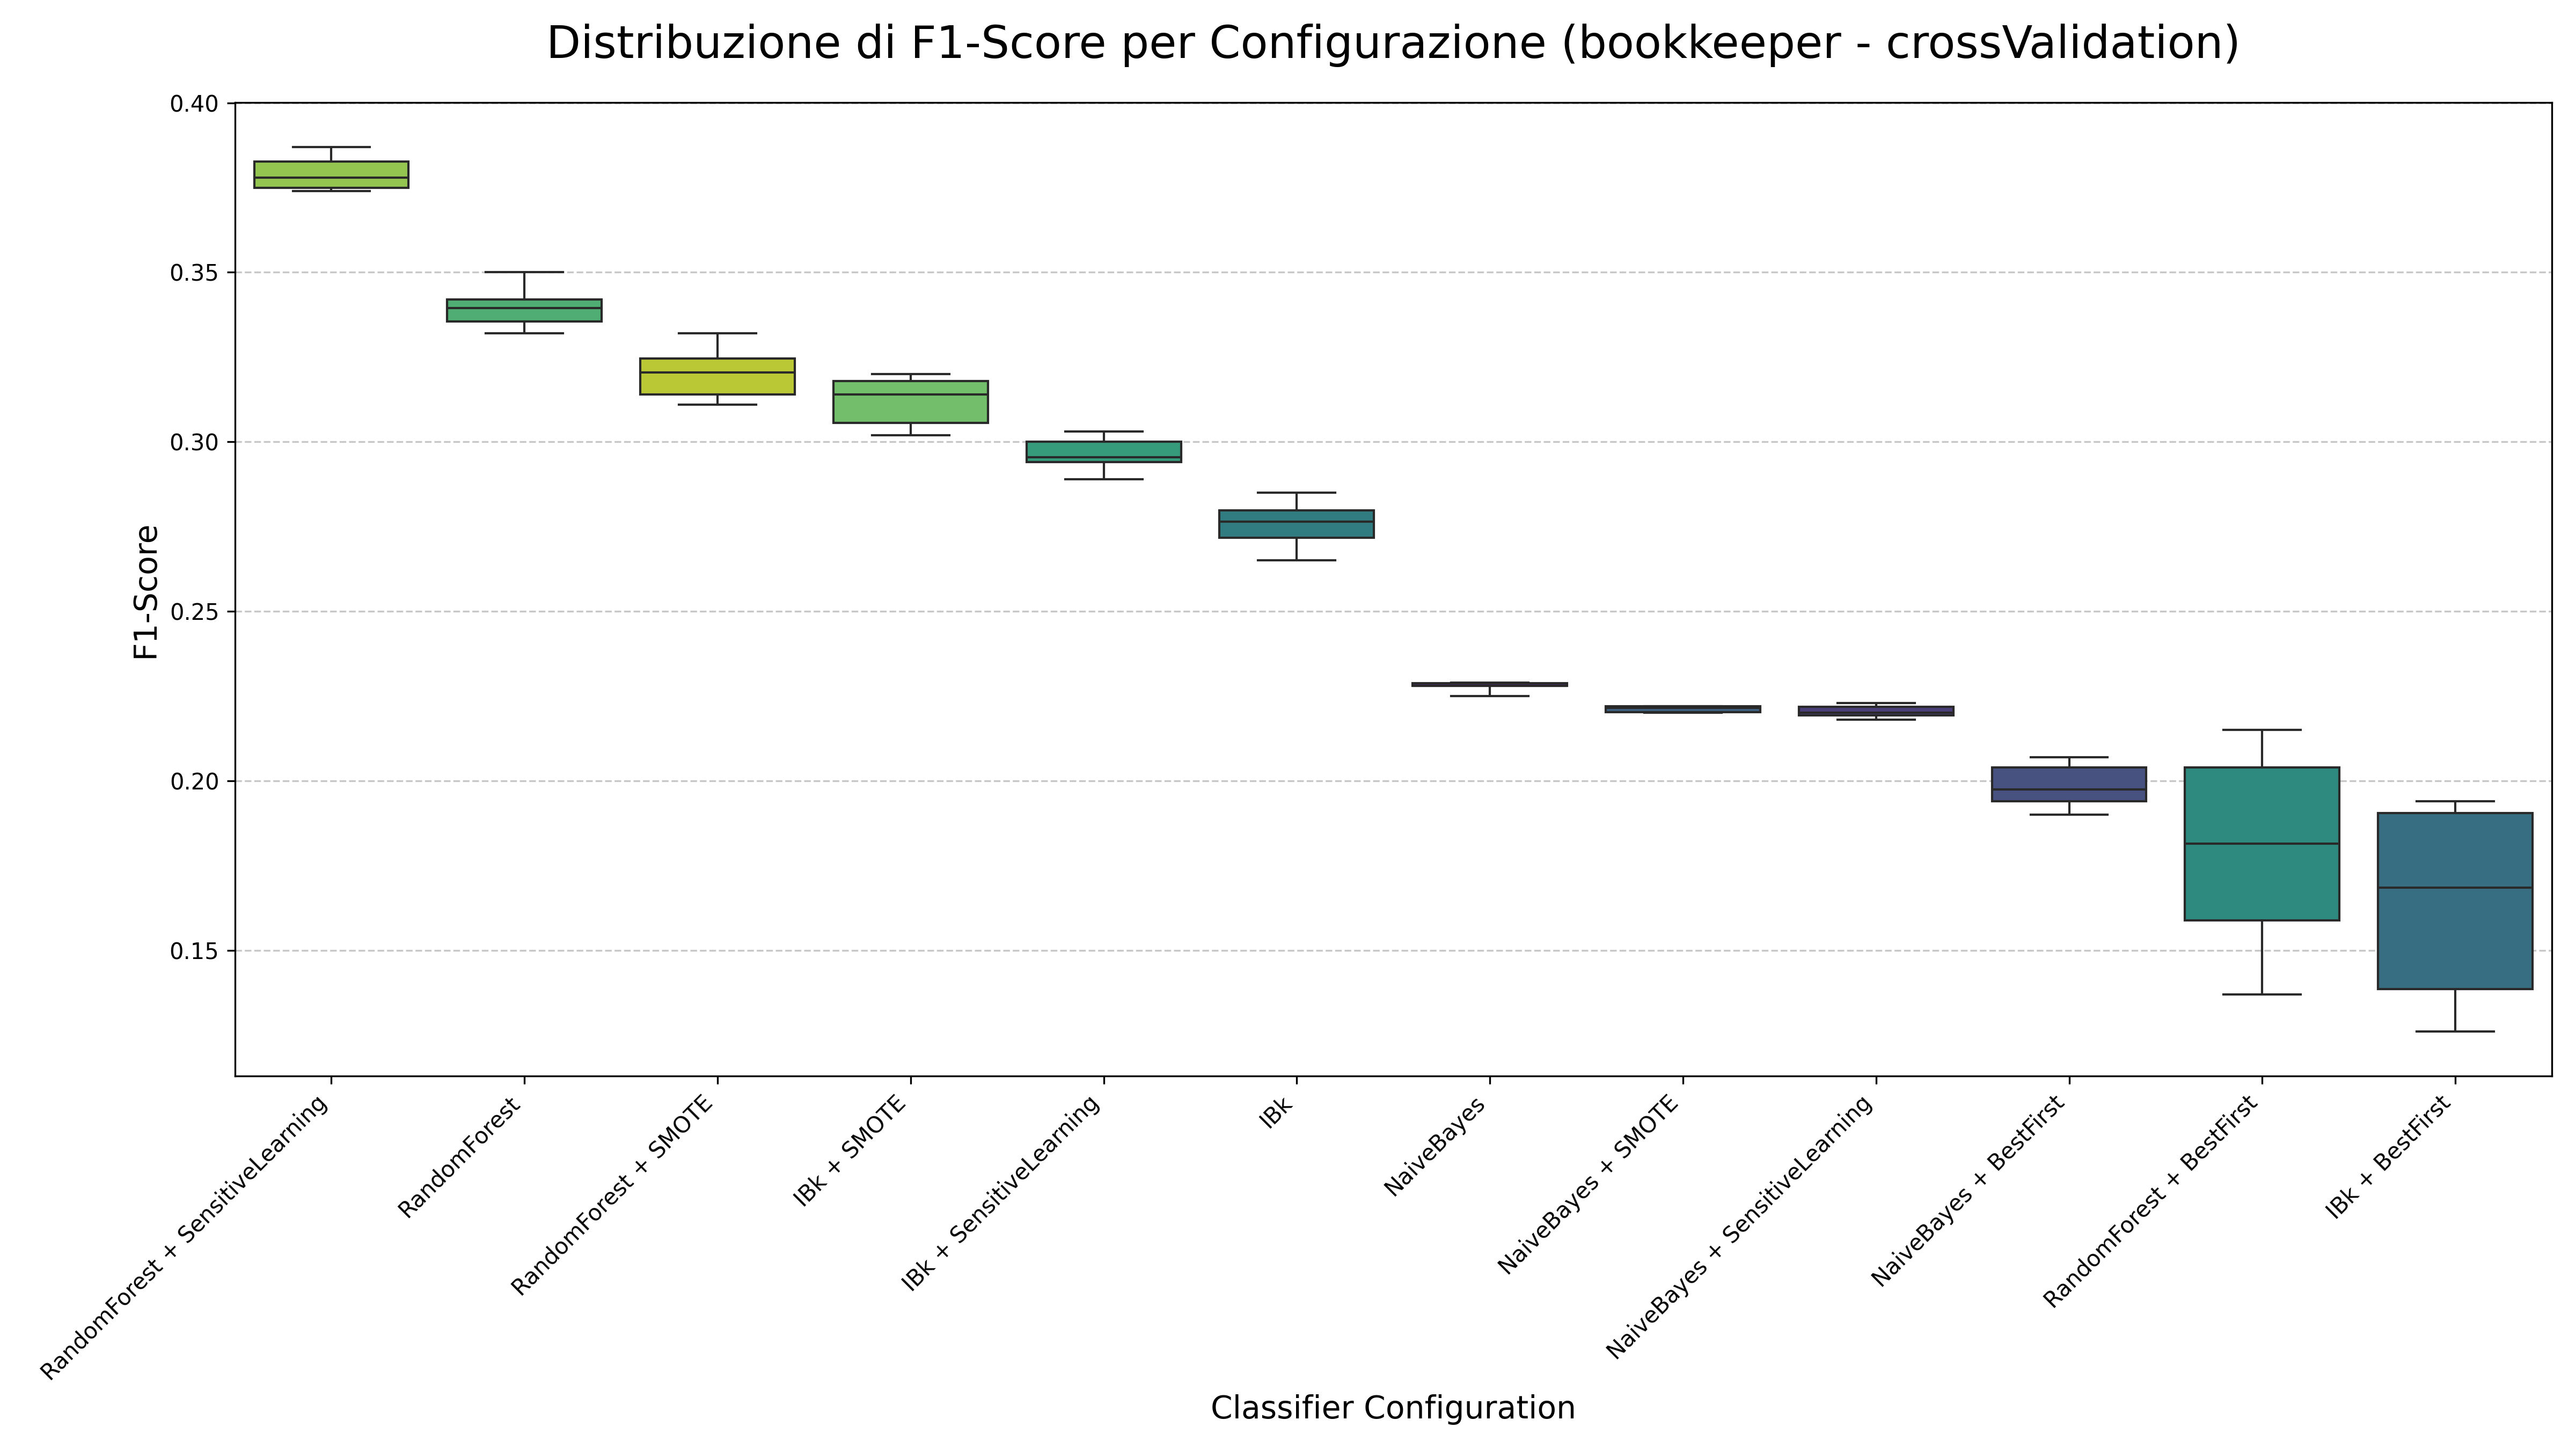 Distribuzione di F1-Score per Configurazione (bookkeeper - crossValidation)
F1-Score
0.40
0.35
0.30
0.25
0.20
0.15
RandomForest + SensitiveLearning
RandomForest
RandomForest + SMOTE
IBk + SMOTE
IBk + SensitiveLearning
IBk
NaiveBayes
NaiveBayes + SMOTE
NaiveBayes + SensitiveLearning
NaiveBayes + BestFirst
RandomForest + BestFirst
IBk + BestFirst
Classifier Configuration